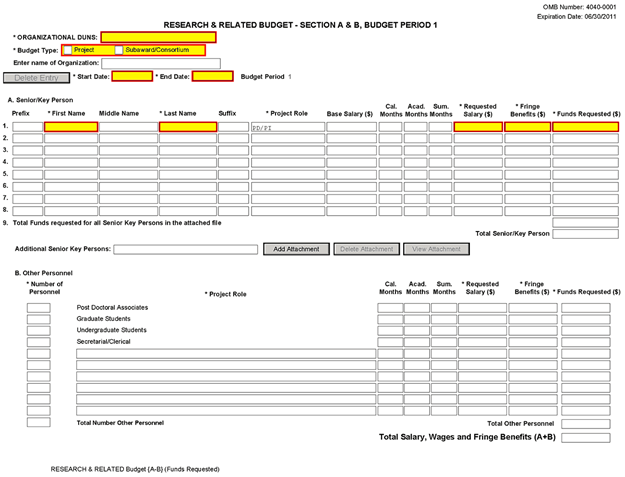 OMB Number: 4040-0001
Expiration Date: 06/30/2011
RESEARCH & RELATED BUDGET - SECTION A & B, BUDGET PERIOD 1
* ORGANIZATIONAL DUNS:
* Budget Type: Project Subaward/Consortium
Enter name of Organization:
Delete Entry * Start Date: * End Date: Budget Period 1
A. Senior/Key Person
Prefix * First Name Middle Name * Last Name Suffix * Project Role Base Salary ($) Cal. Months Acad. Months Sum. Months * Requested Salary ($) * Fringe Benefits ($) * Funds Requested ($)
1. PD/PI
2.
3.
4.
5.
6.
7.
8.
9. Total Funds requested for all Senior Key Persons in the attached file
Total Senior/Key Person
Additional Senior Key Persons: Add Attachment Delete Attachment View Attachment
B. Other Personnel
* Number of Personnel * Project Role Cal. Months Acad. Months Sum. Months * Requested Salary ($) * Fringe Benefits ($) * Funds Requested ($)
Post Doctoral Associates
Graduate Students
Undergraduate Students
Secretarial/Clerical
Total Number Other Personnel Total Other Personnel
Total Salary, Wages and Fringe Benefits (A+B)
RESEARCH & RELATED Budget {A-B} (Funds Requested)